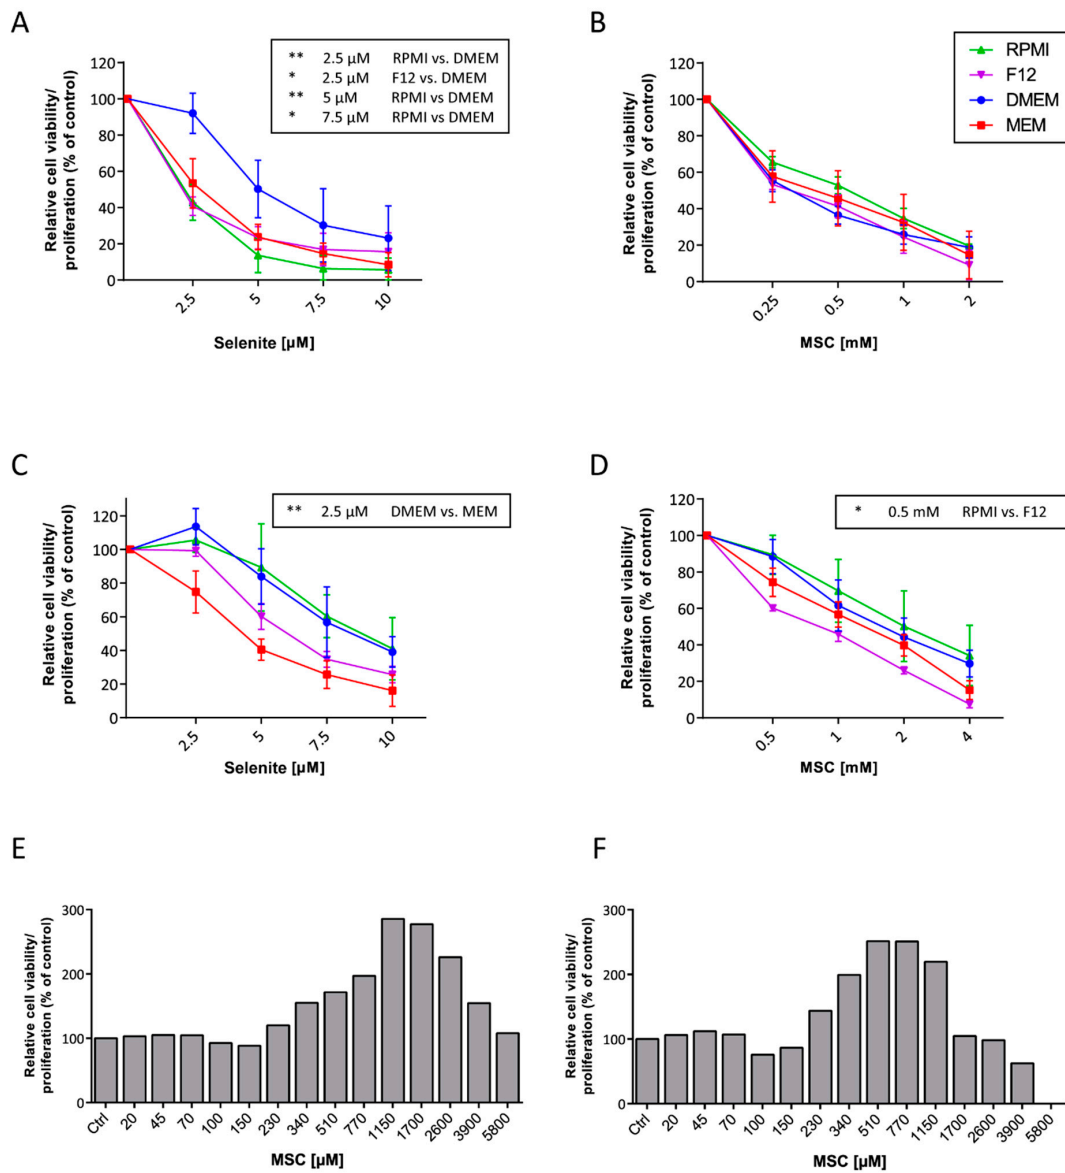 A
** 2.5 µM RPMI vs. DMEM
* 2.5 µM F12 vs. DMEM
** 5 µM RPMI vs DMEM
* 7.5 µM RPMI vs DMEM
Relative cell viability/
proliferation (% of control)
120
100
80
60
40
20
0
2.5 5 7.5 10
Selenite [µM]
B
RPMI
F12
DMEM
MEM
Relative cell viability/
proliferation (% of control)
120
100
80
60
40
20
0
0.25 0.5 1 2
MSC [mM]
C
** 2.5 µM DMEM vs. MEM
Relative cell viability/
proliferation (% of control)
120
100
80
60
40
20
0
2.5 5 7.5 10
Selenite [µM]
D
* 0.5 mM RPMI vs. F12
Relative cell viability/
proliferation (% of control)
120
100
80
60
40
20
0
0.5 1 2 4
MSC [mM]
E
Relative cell viability/
proliferation (% of control)
300
200
100
0
Ctrl 20 45 70 100 150 230 340 510 770 1150 1700 2600 3900 5800
MSC [µM]
F
Relative cell viability/
proliferation (% of control)
300
200
100
0
Ctrl 20 45 70 100 150 230 340 510 770 1150 1700 2600 3900 5800
MSC [µM]